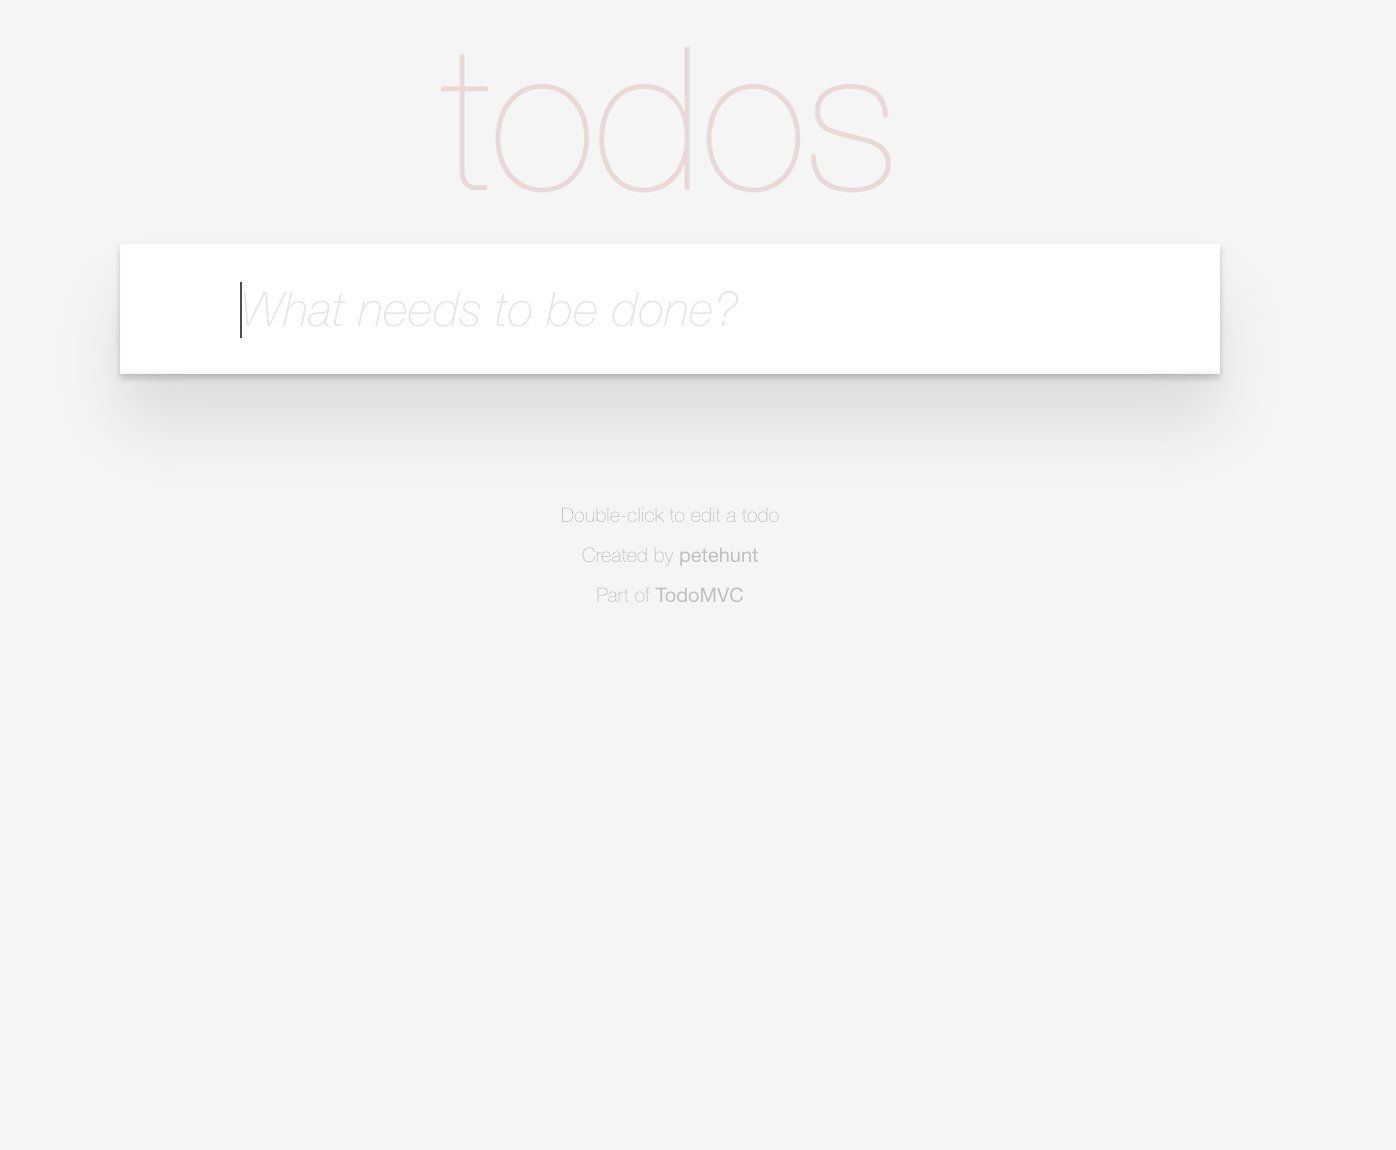 todos
What needs to be done?
Double-click to edit a todo
Created by petehunt
Part of TodoMVC